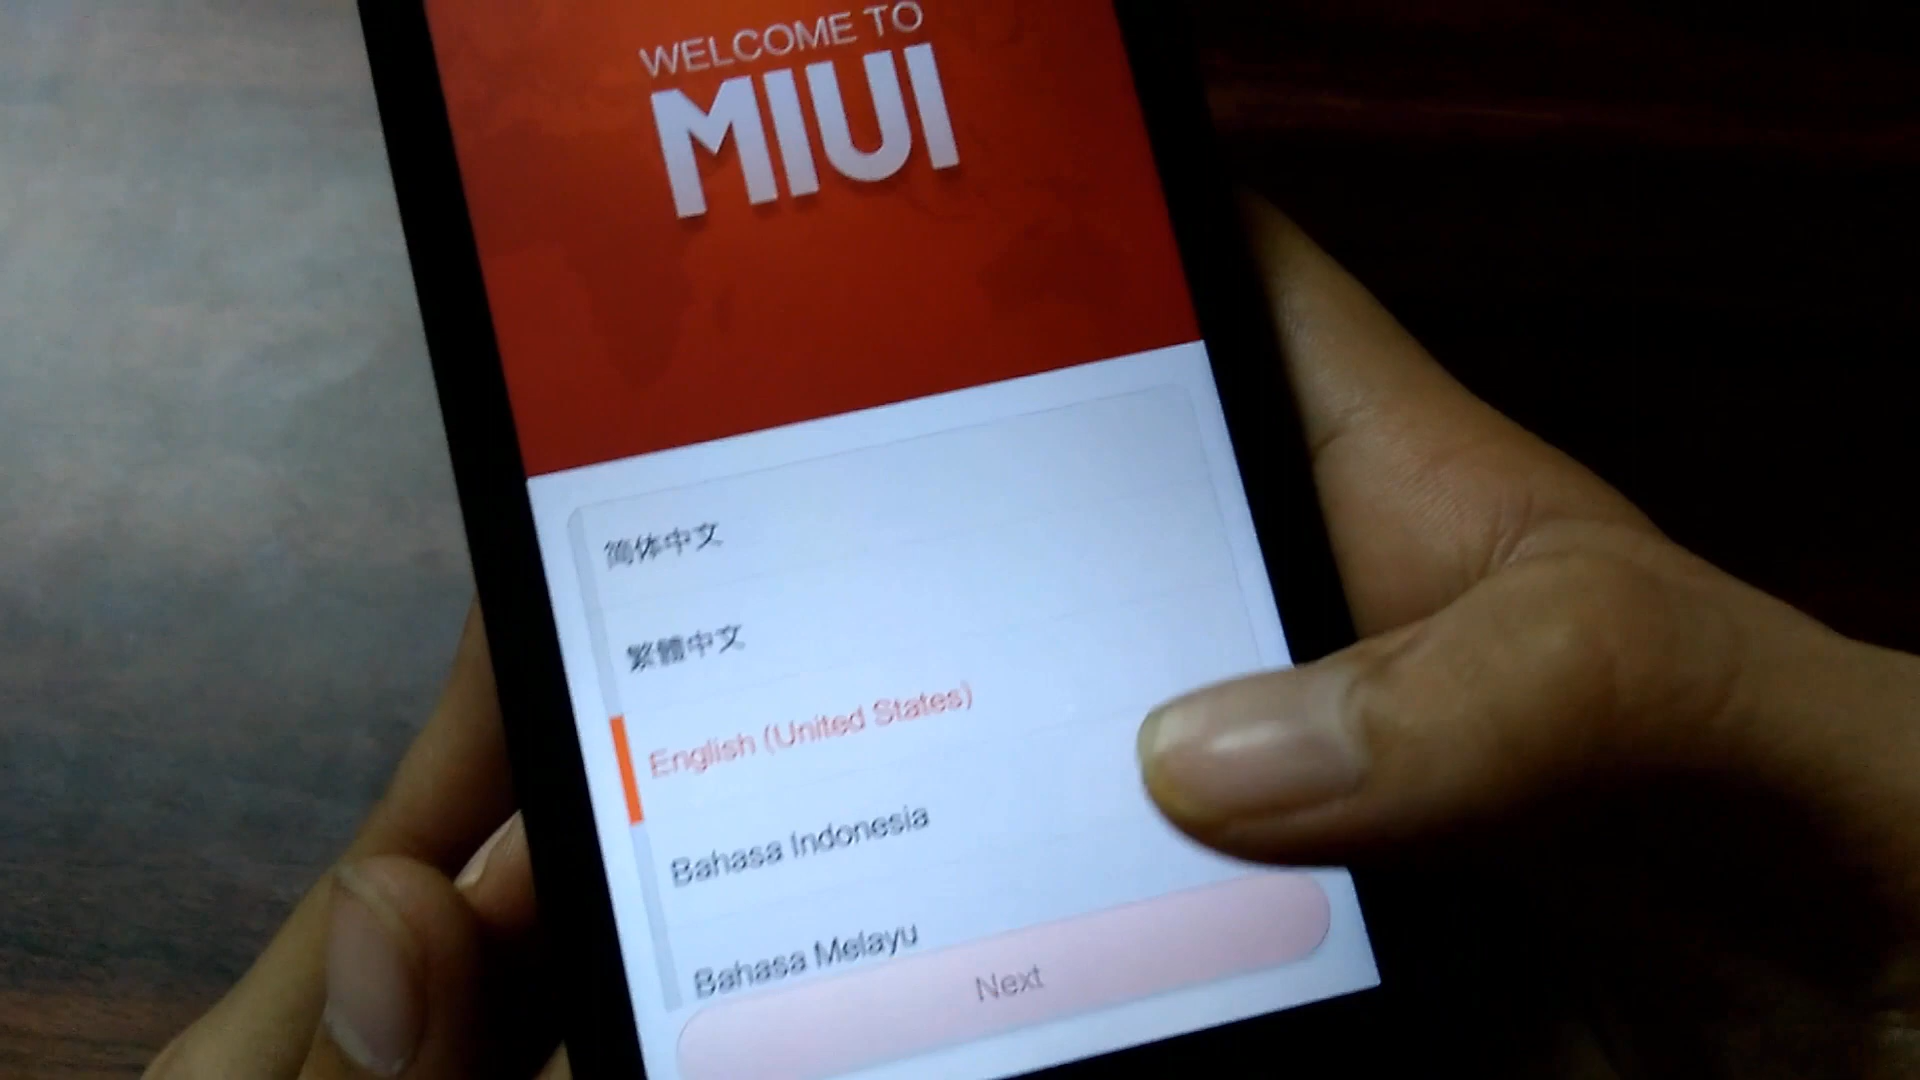 WELCOME TO
MIUI
简体中文
繁體中文
English (United States)
Bahasa Indonesia
Bahasa Melayu
Next